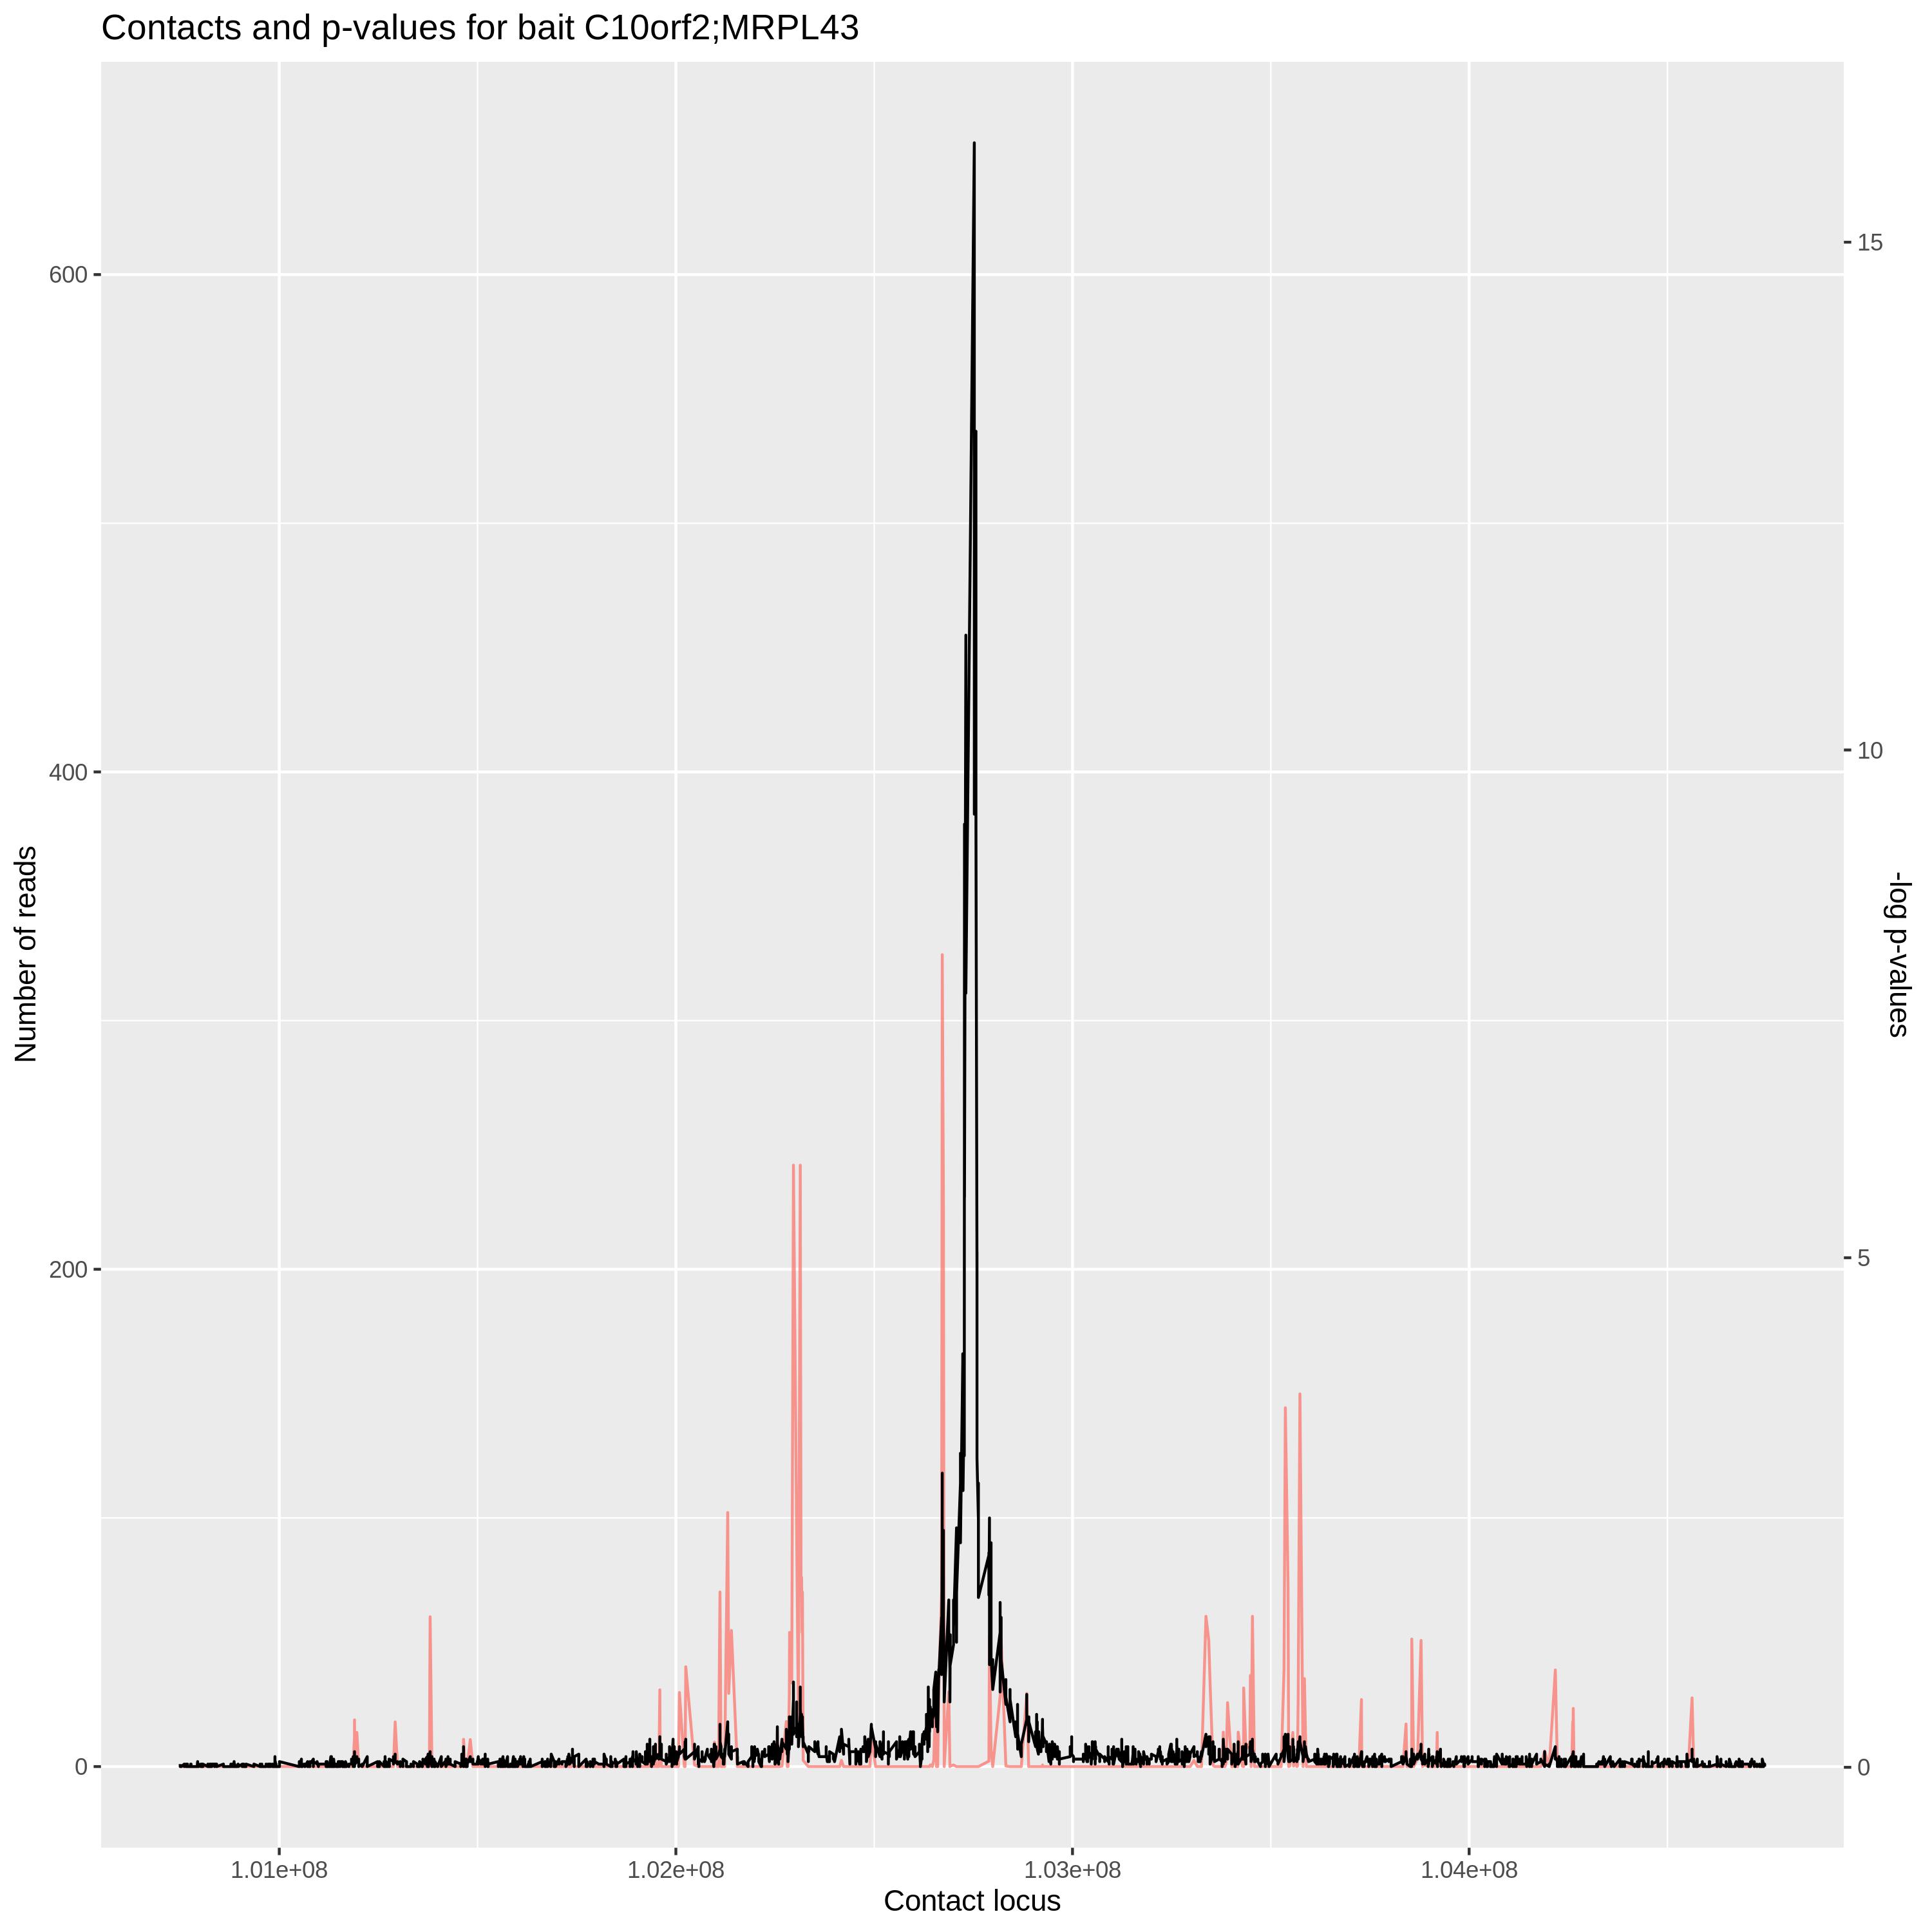 Contacts and p-values for bait C10orf2;MRPL43
Number of reads
600
400
200
0
15
10
5
0
-log p-values
1.01e+08 1.02e+08 1.03e+08 1.04e+08
Contact locus